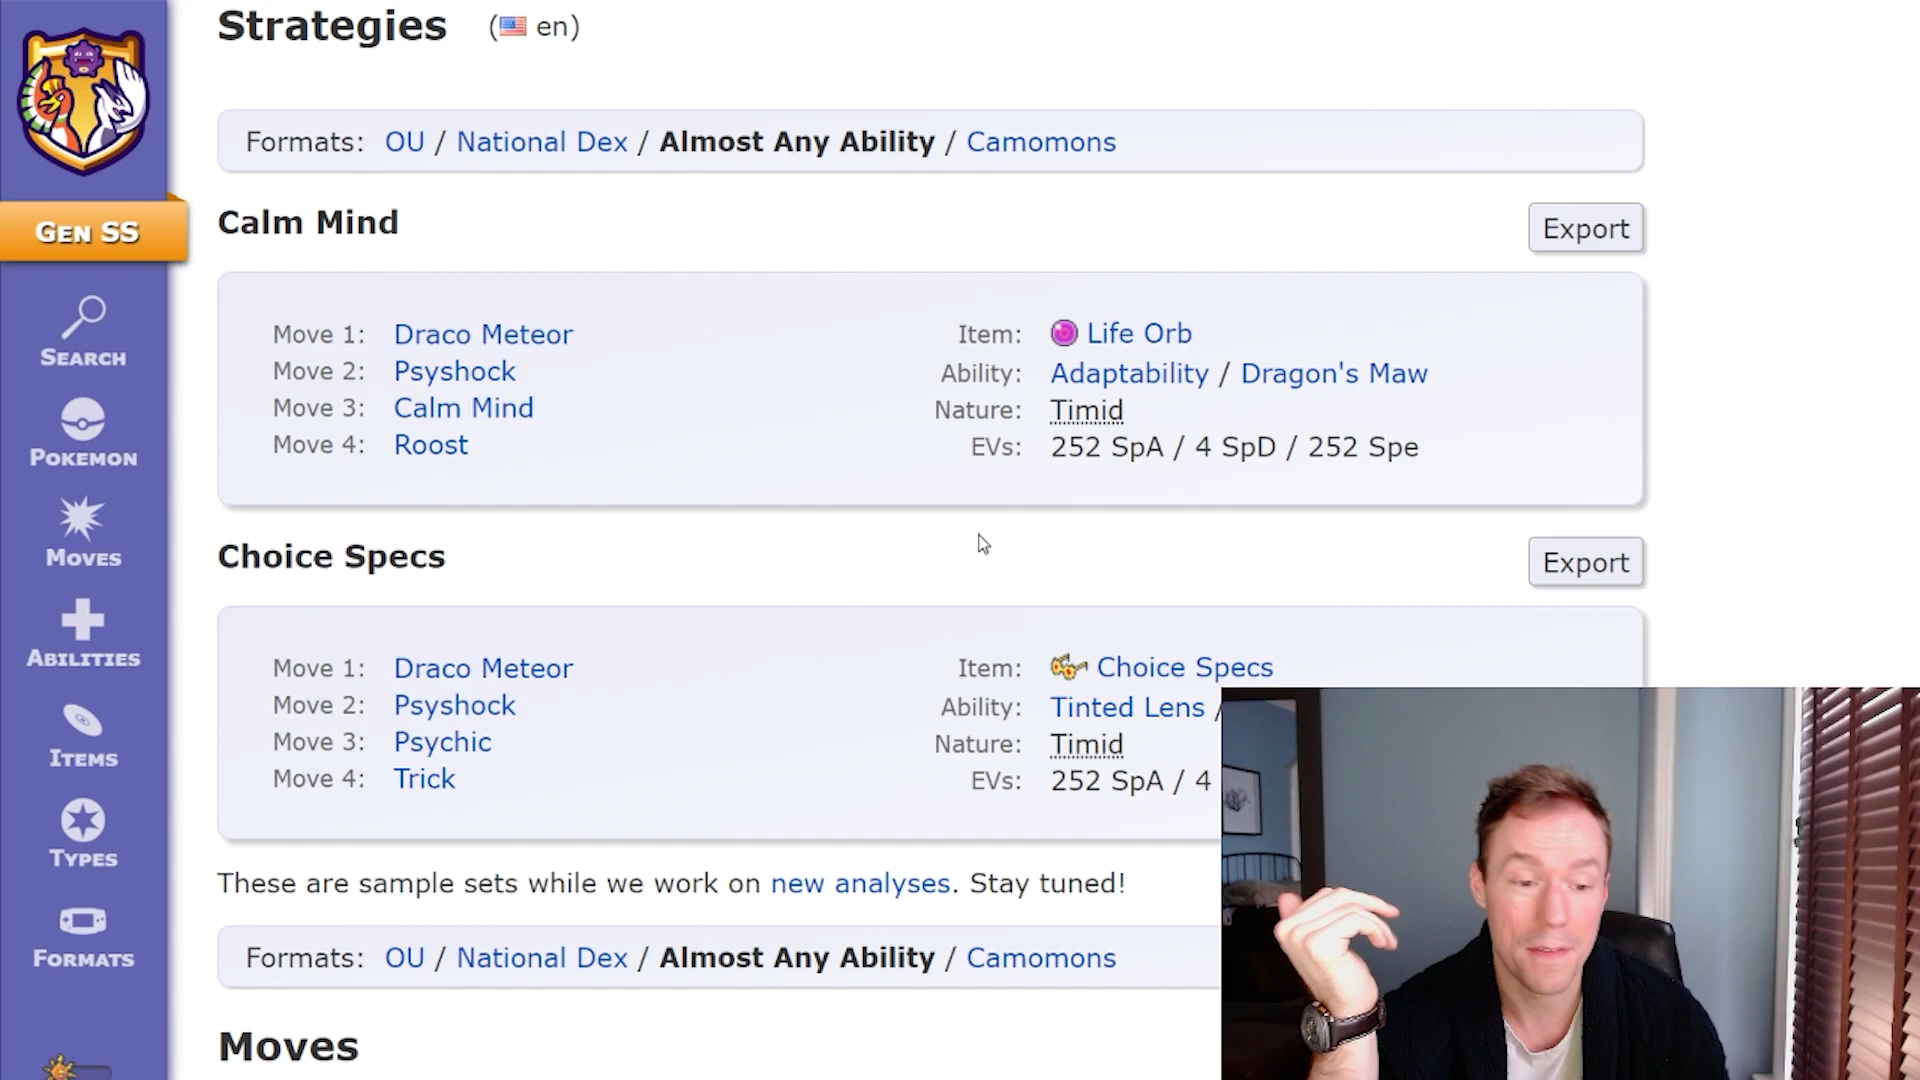 Strategies (en)
Formats: OU / National Dex / Almost Any Ability / Camomons
GEN SS
Calm Mind
Export
Move 1: Draco Meteor
Move 2: Psyshock
Move 3: Calm Mind
Move 4: Roost
Item: Life Orb
Ability: Adaptability / Dragon's Maw
Nature: Timid
EVs: 252 SpA / 4 SpD / 252 Spe
SEARCH
POKEMON
MOVES
ABILITIES
ITEMS
TYPES
FORMATS
Choice Specs
Export
Move 1: Draco Meteor
Move 2: Psyshock
Move 3: Psychic
Move 4: Trick
Item: Choice Specs
Ability: Tinted Lens /
Nature: Timid
EVs: 252 SpA / 4
These are sample sets while we work on new analyses. Stay tuned!
Formats: OU / National Dex / Almost Any Ability / Camomons
Moves